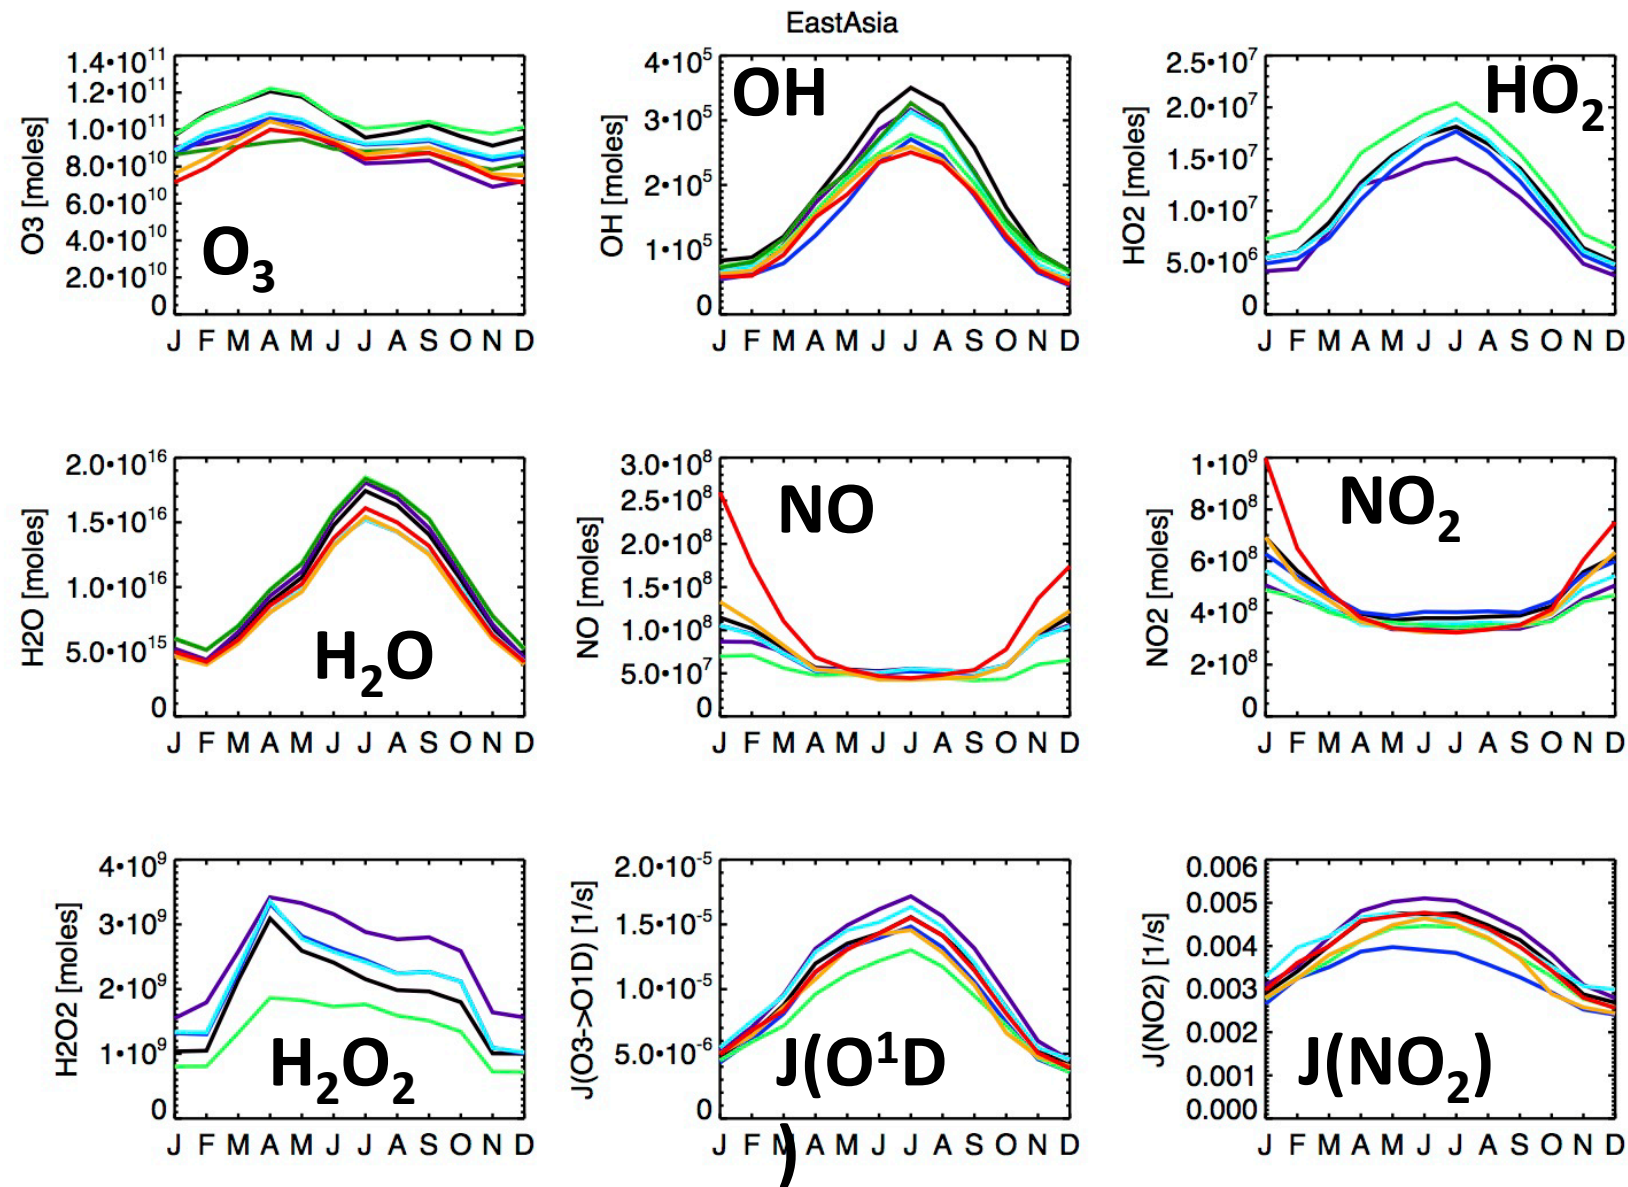 EastAsia
O3 [moles]
1.4•10¹¹
1.2•10¹¹
1.0•10¹¹
8.0•10¹⁰
6.0•10¹⁰
4.0•10¹⁰
2.0•10¹⁰
0
O₃
J F M A M J J A S O N D
OH [moles]
4•10⁵
3•10⁵
2•10⁵
1•10⁵
0
OH
J F M A M J J A S O N D
HO2 [moles]
2.5•10⁷
2.0•10⁷
1.5•10⁷
1.0•10⁷
5.0•10⁶
0
HO₂
J F M A M J J A S O N D
H2O [moles]
2.0•10¹⁶
1.5•10¹⁶
1.0•10¹⁶
5.0•10¹⁵
0
H₂O
J F M A M J J A S O N D
NO [moles]
3.0•10⁸
2.5•10⁸
2.0•10⁸
1.5•10⁸
1.0•10⁸
5.0•10⁷
0
NO
J F M A M J J A S O N D
NO2 [moles]
1•10⁹
8•10⁸
6•10⁸
4•10⁸
2•10⁸
0
NO₂
J F M A M J J A S O N D
H2O2 [moles]
4•10⁹
3•10⁹
2•10⁹
1•10⁹
0
H₂O₂
J F M A M J J A S O N D
J(O3->O1D) [1/s]
2.0•10⁻⁵
1.5•10⁻⁵
1.0•10⁻⁵
5.0•10⁻⁶
0
J(O¹D
)
J F M A M J J A S O N D
J(NO2) [1/s]
0.006
0.005
0.004
0.003
0.002
0.001
0.000
J(NO₂)
J F M A M J J A S O N D